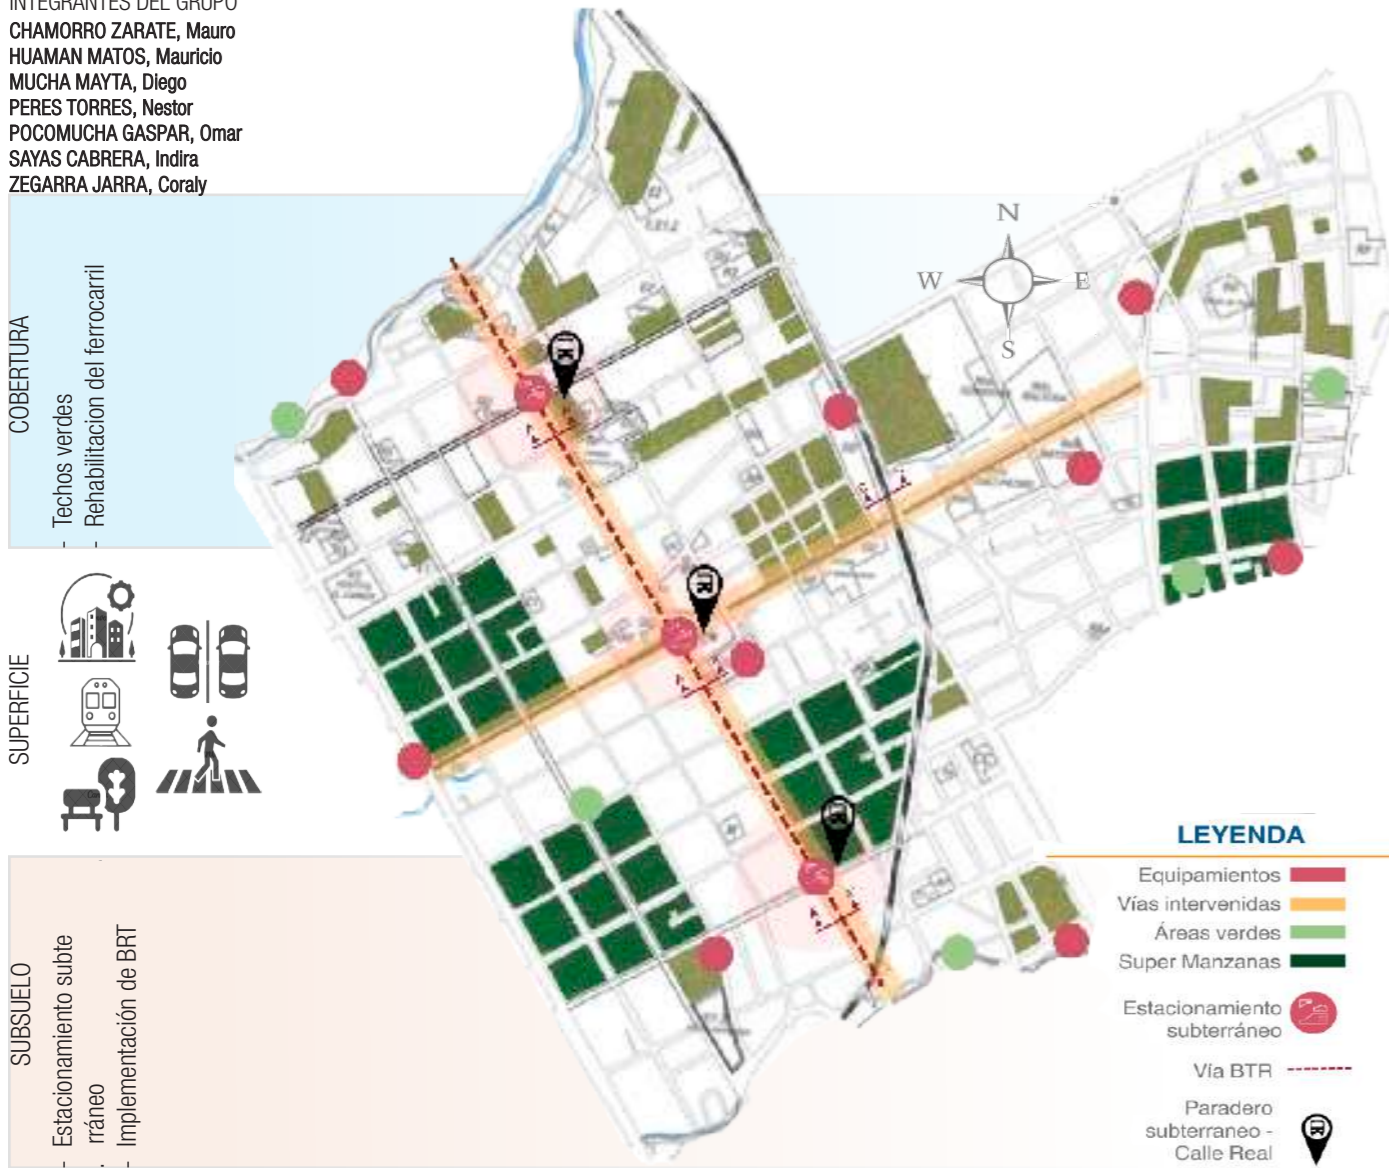 INTEGRANTES DEL GRUPO
CHAMORRO ZARATE, Mauro
HUAMAN MATOS, Mauricio
MUCHA MAYTA, Diego
PERES TORRES, Nestor
POCOMUCHA GASPAR, Omar
SAYAS CABRERA, Indira
ZEGARRA JARRA, Coraly
COBERTURA
- Techos verdes
- Rehabilitacion del ferrocarril
SUPERFICIE
SUBSUELO
- Estacionamiento subte
rráneo
- Implementación de BRT
N
W
E
S
LEYENDA
Equipamientos
Vías intervenidas
Áreas verdes
Super Manzanas
Estacionamiento
subterráneo
Vía BTR
Paradero
subterraneo -
Calle Real